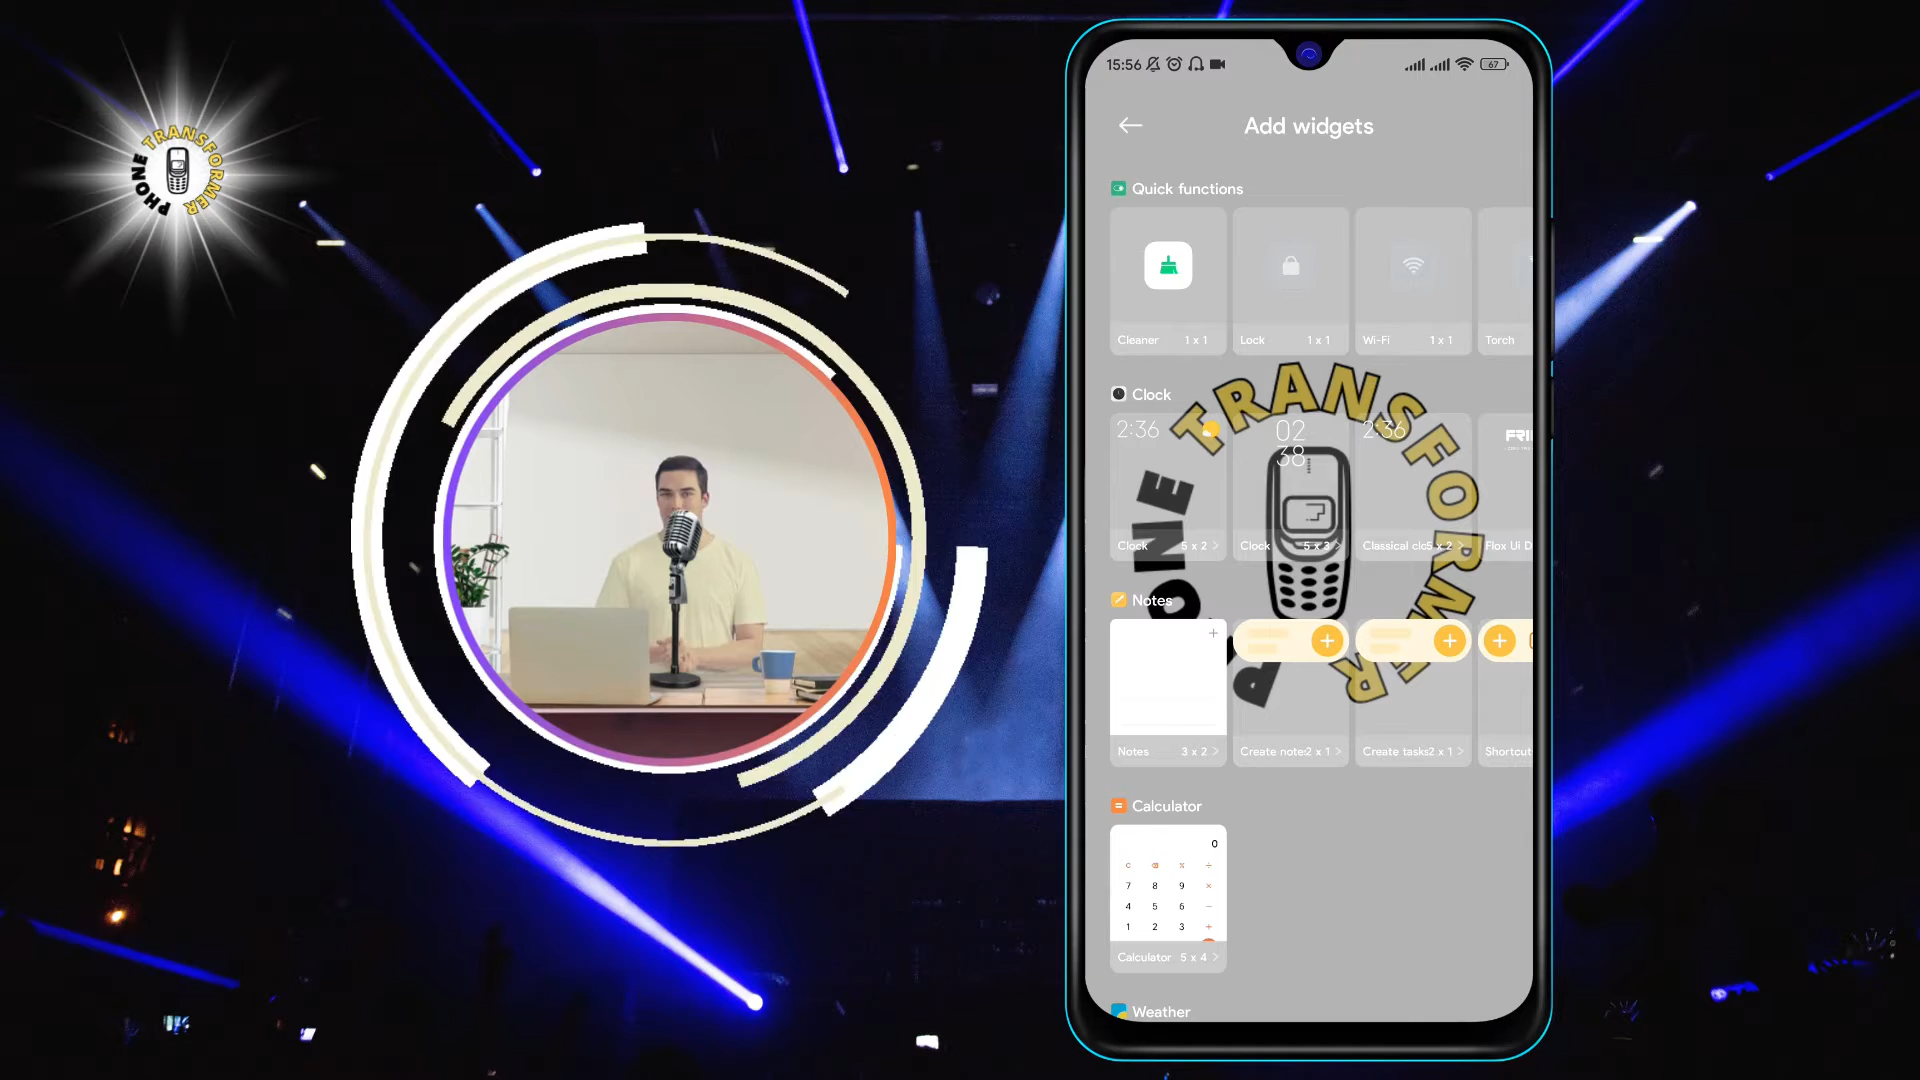 PHONE TRANSFORMER
15:56
67
Add widgets
Quick functions
Cleaner 1 x 1
Lock 1 x 1
Wi-Fi 1 x 1
Torch
Clock
2:36
02
38
2:36
FRI
Clock 5 x 2 >
Clock 5 x 3 >
Classical clo5 x 2 >
Flox Ui D
PHONE TRANSFORMER
Notes
Notes 3 x 2 >
Create note:2 x 1 >
Create tasks2 x 1 >
Shortcut
Calculator
0
C % ÷
7 8 9 ×
4 5 6 −
1 2 3 +
Calculator 5 x 4 >
Weather